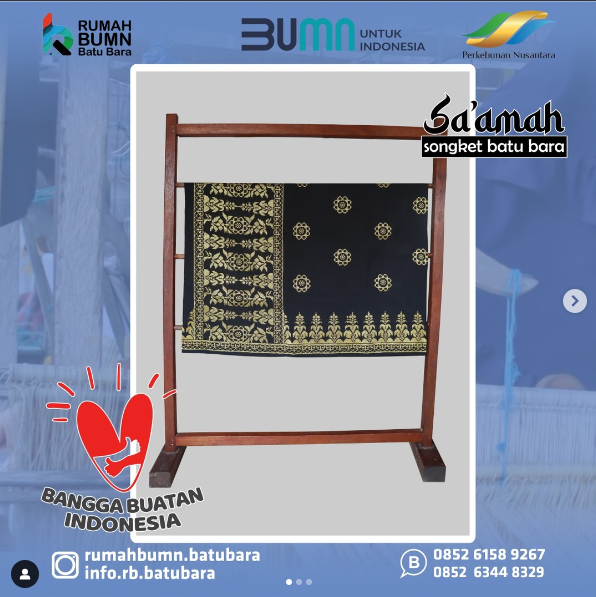 RUMAH
BUMN
Batu Bara
BUMN
UNTUK
INDONESIA
Perkebunan Nusantara
Sa'amah
songket batu bara
BANGGA BUATAN
INDONESIA
rumahbumn.batubara
info.rb.batubara
B
0852 6158 9267
0852 6344 8329